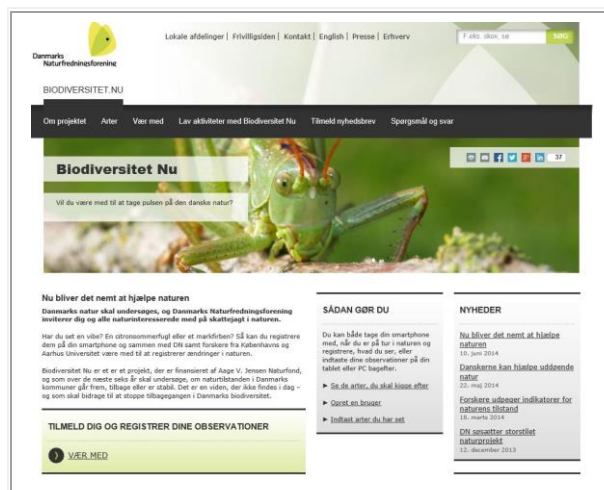 Danmarks
Naturfredningsforening
Lokale afdelinger | Frivilligsiden | Kontakt | English | Presse | Erhverv
F.eks. skov, sø
SØG
BIODIVERSITET.NU
Om projektet Arter Vær med Lav aktiviteter med Biodiversitet Nu Tilmeld nyhedsbrev Spørgsmål og svar
Biodiversitet Nu
37
Vil du være med til at tage pulsen på den danske natur?
Nu bliver det nemt at hjælpe naturen
Danmarks natur skal undersøges, og Danmarks Naturfredningsforening
inviterer dig og alle naturinteresserede med på skattejagt i naturen.
Har du set en vibe? En citronsommerfugl eller et markfirben? Så kan du registrere
dem på din smartphone og sammen med DN samt forskere fra Københavns og
Aarhus Universitet være med til at registrere ændringer i naturen.
Biodiversitet Nu er et er et projekt, der er finansieret af Aage V. Jensen Naturfond,
og som over de næste seks år skal undersøge, om naturtilstanden i Danmarks
kommuner går frem, tilbage eller er stabil. Det er en viden, der ikke findes i dag –
og som skal bidrage til at stoppe tilbagegangen i Danmarks biodiversitet.
TILMELD DIG OG REGISTRER DINE OBSERVATIONER
VÆR MED
SÅDAN GØR DU
Du kan både tage din smartphone
med, når du er på tur i naturen og
registrere, hvad du ser, eller
indtaste dine observationer på din
tablet eller PC bagefter.
Se de arter, du skal kigge efter
Opret en bruger
Indtast arter du har set
NYHEDER
Nu bliver det nemt at hjælpe
naturen
10. juni 2014
Danskerne kan hjælpe uddøende
natur
22. maj 2014
Forskere udpeger indikatorer for
naturens tilstand
18. marts 2014
DN søsætter storstilet
naturprojekt
12. december 2013